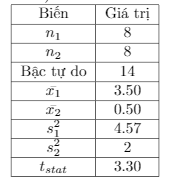 Biến Giá trị
n₁ 8
n₂ 8
Bậc tự do 14
x̄₁ 3.50
x̄₂ 0.50
s₁² 4.57
s₂² 2
tₛₜₐₜ 3.30